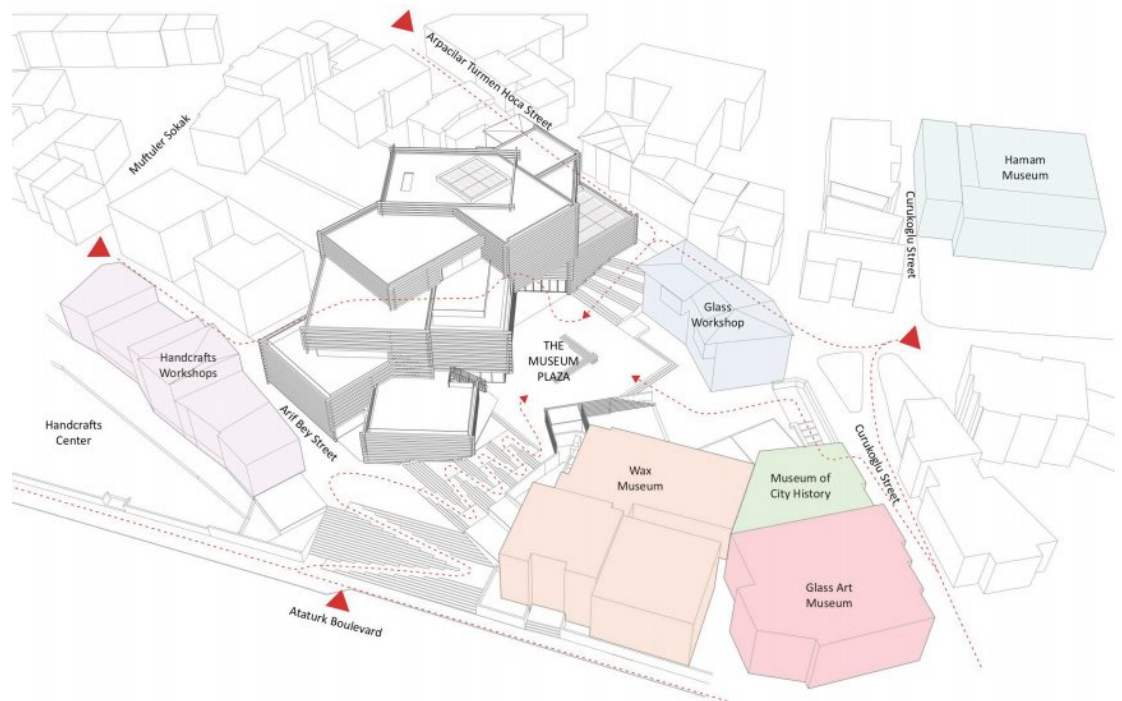 Arpacilar Turmen Hoca Street
Muftuler Sokak
Hamam
Museum
Curukoglu Street
Glass
Workshop
THE
MUSEUM
PLAZA
Handcrafts
Workshops
Handcrafts
Center
Arif Bey Street
Wax
Museum
Museum of
City History
Curukoglu Street
Glass Art
Museum
Ataturk Boulevard